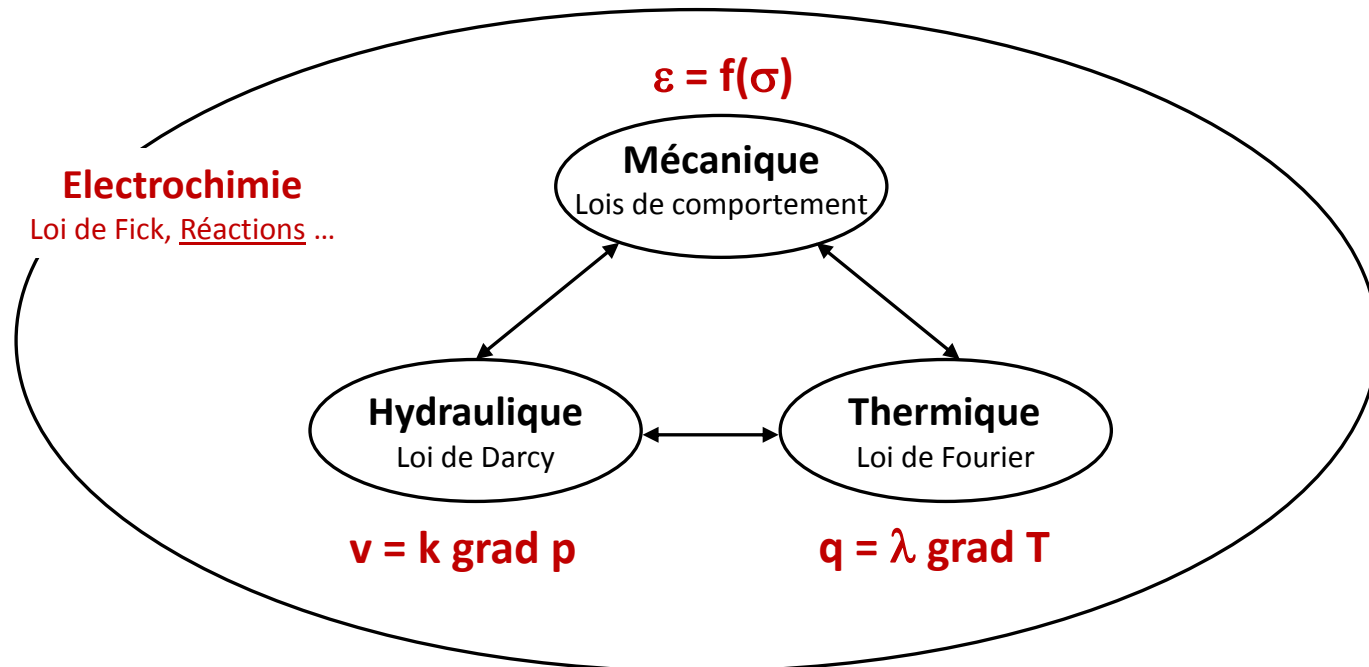 ε = f(σ)
Mécanique
Lois de comportement
Electrochimie
Loi de Fick, Réactions ...
Hydraulique
Loi de Darcy
Thermique
Loi de Fourier
v = k grad p
q = λ grad T